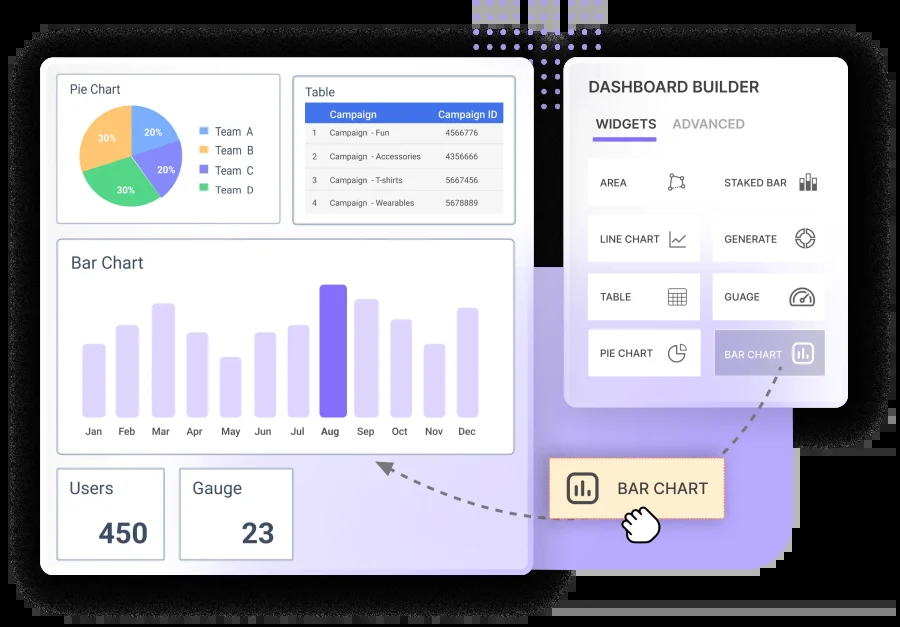 Pie Chart
20%
30%
20%
30%
Team A
Team B
Team C
Team D
Table
Campaign Campaign ID
1 Campaign - Fun 4566776
2 Campaign - Accessories 4356666
3 Campaign - T-shirts 5667456
4 Campaign - Wearables 5678889
Bar Chart
Jan Feb Mar Apr May Jun Jul Aug Sep Oct Nov Dec
Users
450
Gauge
23
DASHBOARD BUILDER
WIDGETS ADVANCED
AREA STAKED BAR
LINE CHART GENERATE
TABLE GUAGE
PIE CHART BAR CHART
BAR CHART